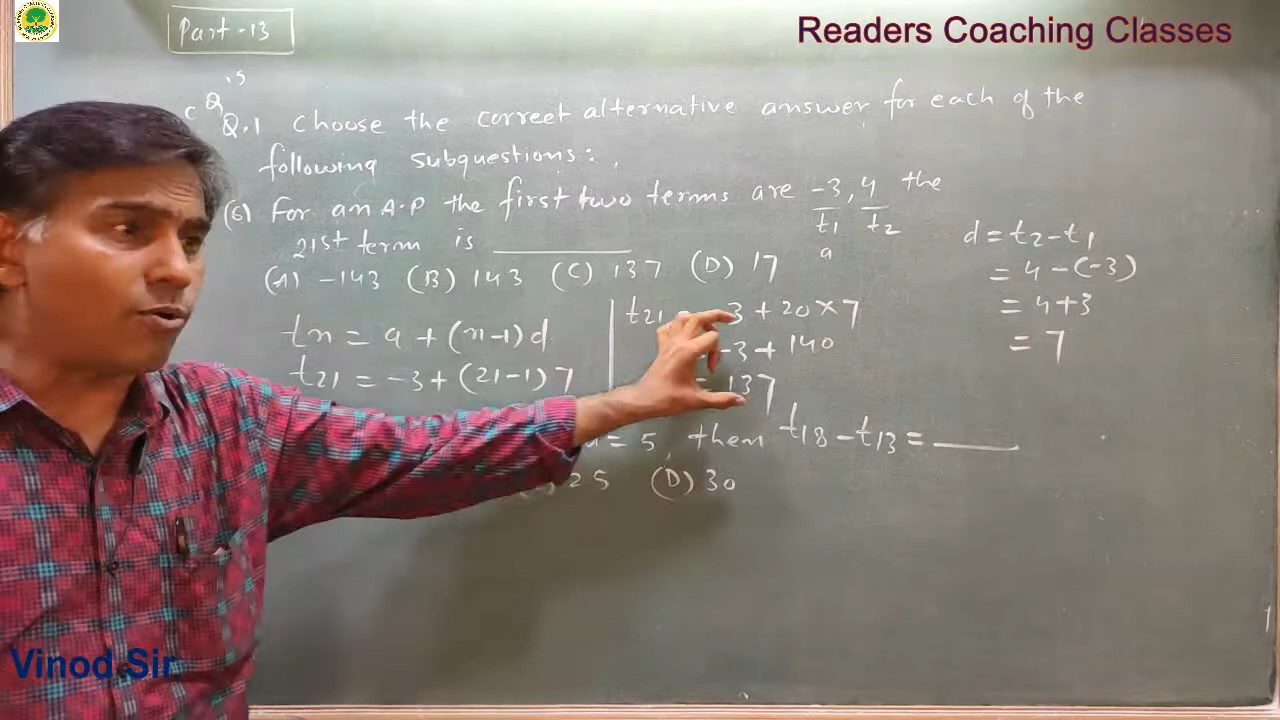 Part-13
Readers Coaching Classes
Q.1 Choose the correct alternative answer for each of the
following subquestions:
(6) For an A.P the first two terms are -3, 4 the
t1 t2
a
21st term is ________
(A) -143 (B) 143 (C) 137 (D) 17
d = t2 - t1
= 4 - (-3)
= 4+3
= 7
tn = a + (n-1)d
t21 = -3 + (21-1) 7
t21 -3 + 20 × 7
-3 + 140
= 137
= 5, then t18 - t13 = ____
25 (D) 30
Vinod Sir